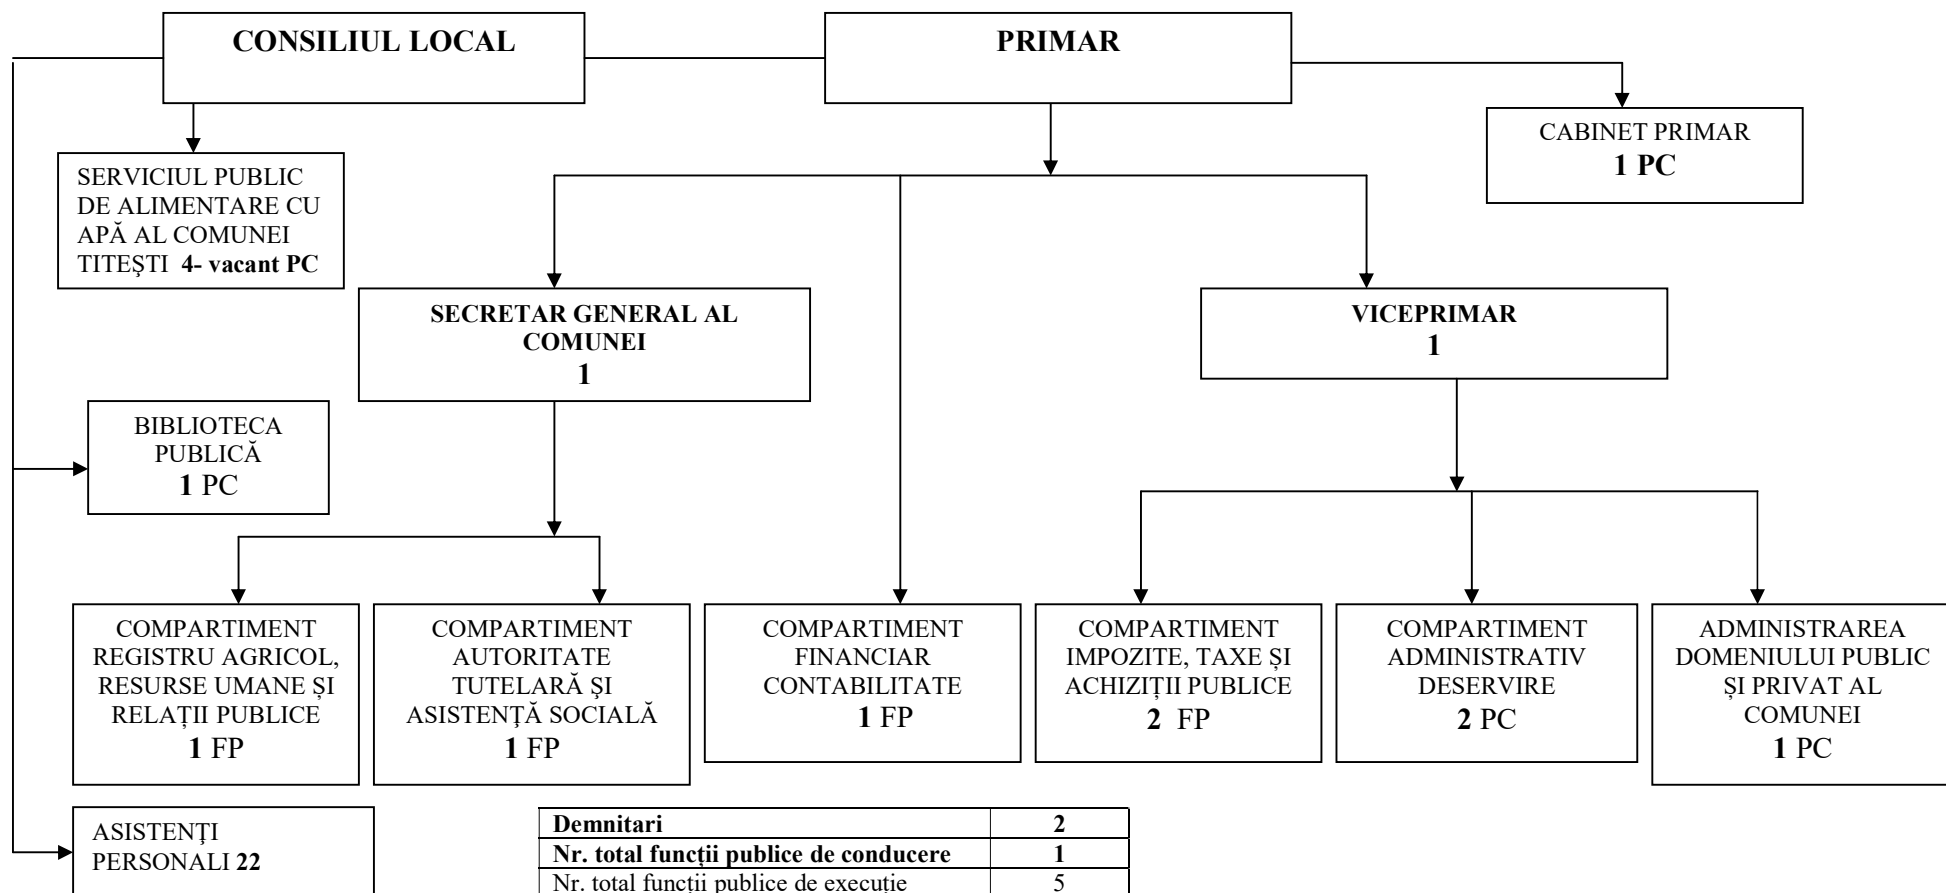 CONSILIUL LOCAL
PRIMAR
CABINET PRIMAR
1 PC
SERVICIUL PUBLIC
DE ALIMENTARE CU
APĂ AL COMUNEI
TITEŞTI 4- vacant PC
SECRETAR GENERAL AL
COMUNEI
1
VICEPRIMAR
1
BIBLIOTECA
PUBLICĂ
1 PC
COMPARTIMENT
REGISTRU AGRICOL,
RESURSE UMANE ȘI
RELAȚII PUBLICE
1 FP
COMPARTIMENT
AUTORITATE
TUTELARĂ ŞI
ASISTENŢĂ SOCIALĂ
1 FP
COMPARTIMENT
FINANCIAR
CONTABILITATE
1 FP
COMPARTIMENT
IMPOZITE, TAXE ȘI
ACHIZIȚII PUBLICE
2 FP
COMPARTIMENT
ADMINISTRATIV
DESERVIRE
2 PC
ADMINISTRAREA
DOMENIULUI PUBLIC
ȘI PRIVAT AL
COMUNEI
1 PC
ASISTENŢI
PERSONALI 22
Demnitari 2
Nr. total funcții publice de conducere 1
Nr. total funcții publice de execuție 5